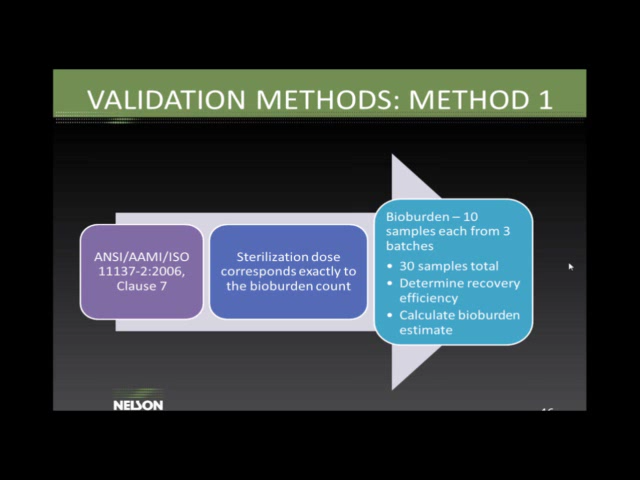 VALIDATION METHODS: METHOD 1
ANSI/AAMI/ISO
11137-2:2006,
Clause 7
Sterilization dose
corresponds exactly to
the bioburden count
Bioburden – 10
samples each from 3
batches
• 30 samples total
• Determine recovery
efficiency
• Calculate bioburden
estimate
NELSON